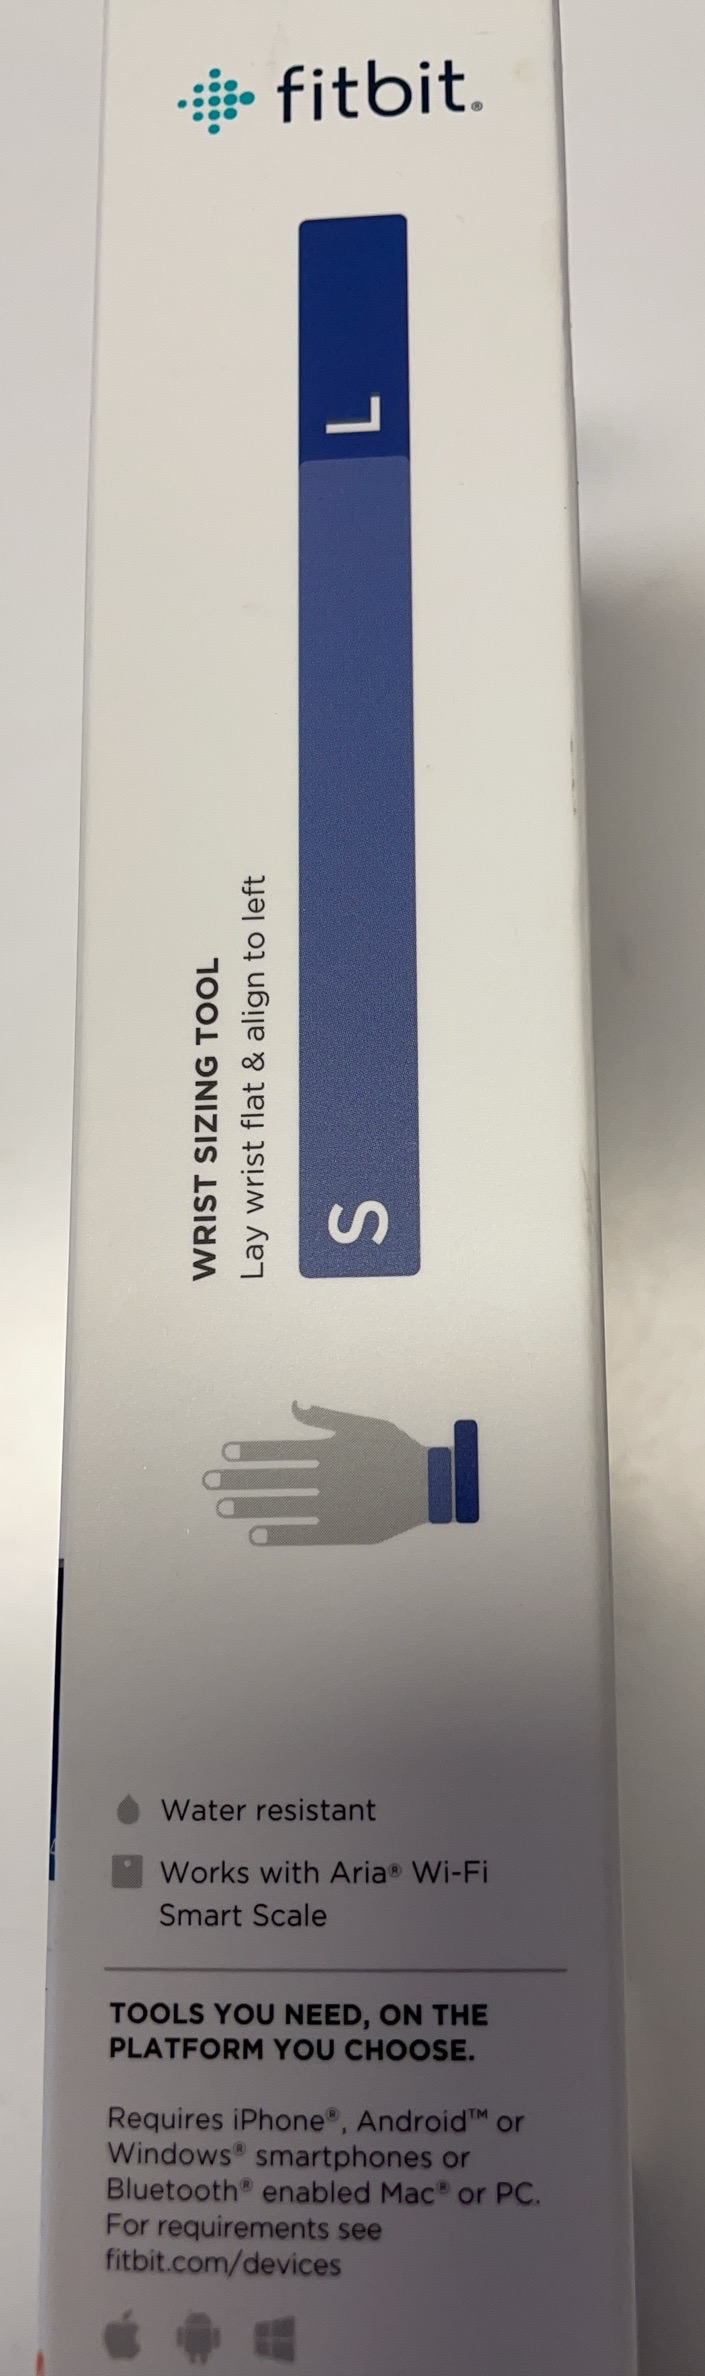 fitbit®
L
S
WRIST SIZING TOOL
Lay wrist flat & align to left
Water resistant
Works with Aria® Wi-Fi
Smart Scale
TOOLS YOU NEED, ON THE
PLATFORM YOU CHOOSE.
Requires iPhone®, Android™ or
Windows® smartphones or
Bluetooth® enabled Mac® or PC.
For requirements see
fitbit.com/devices